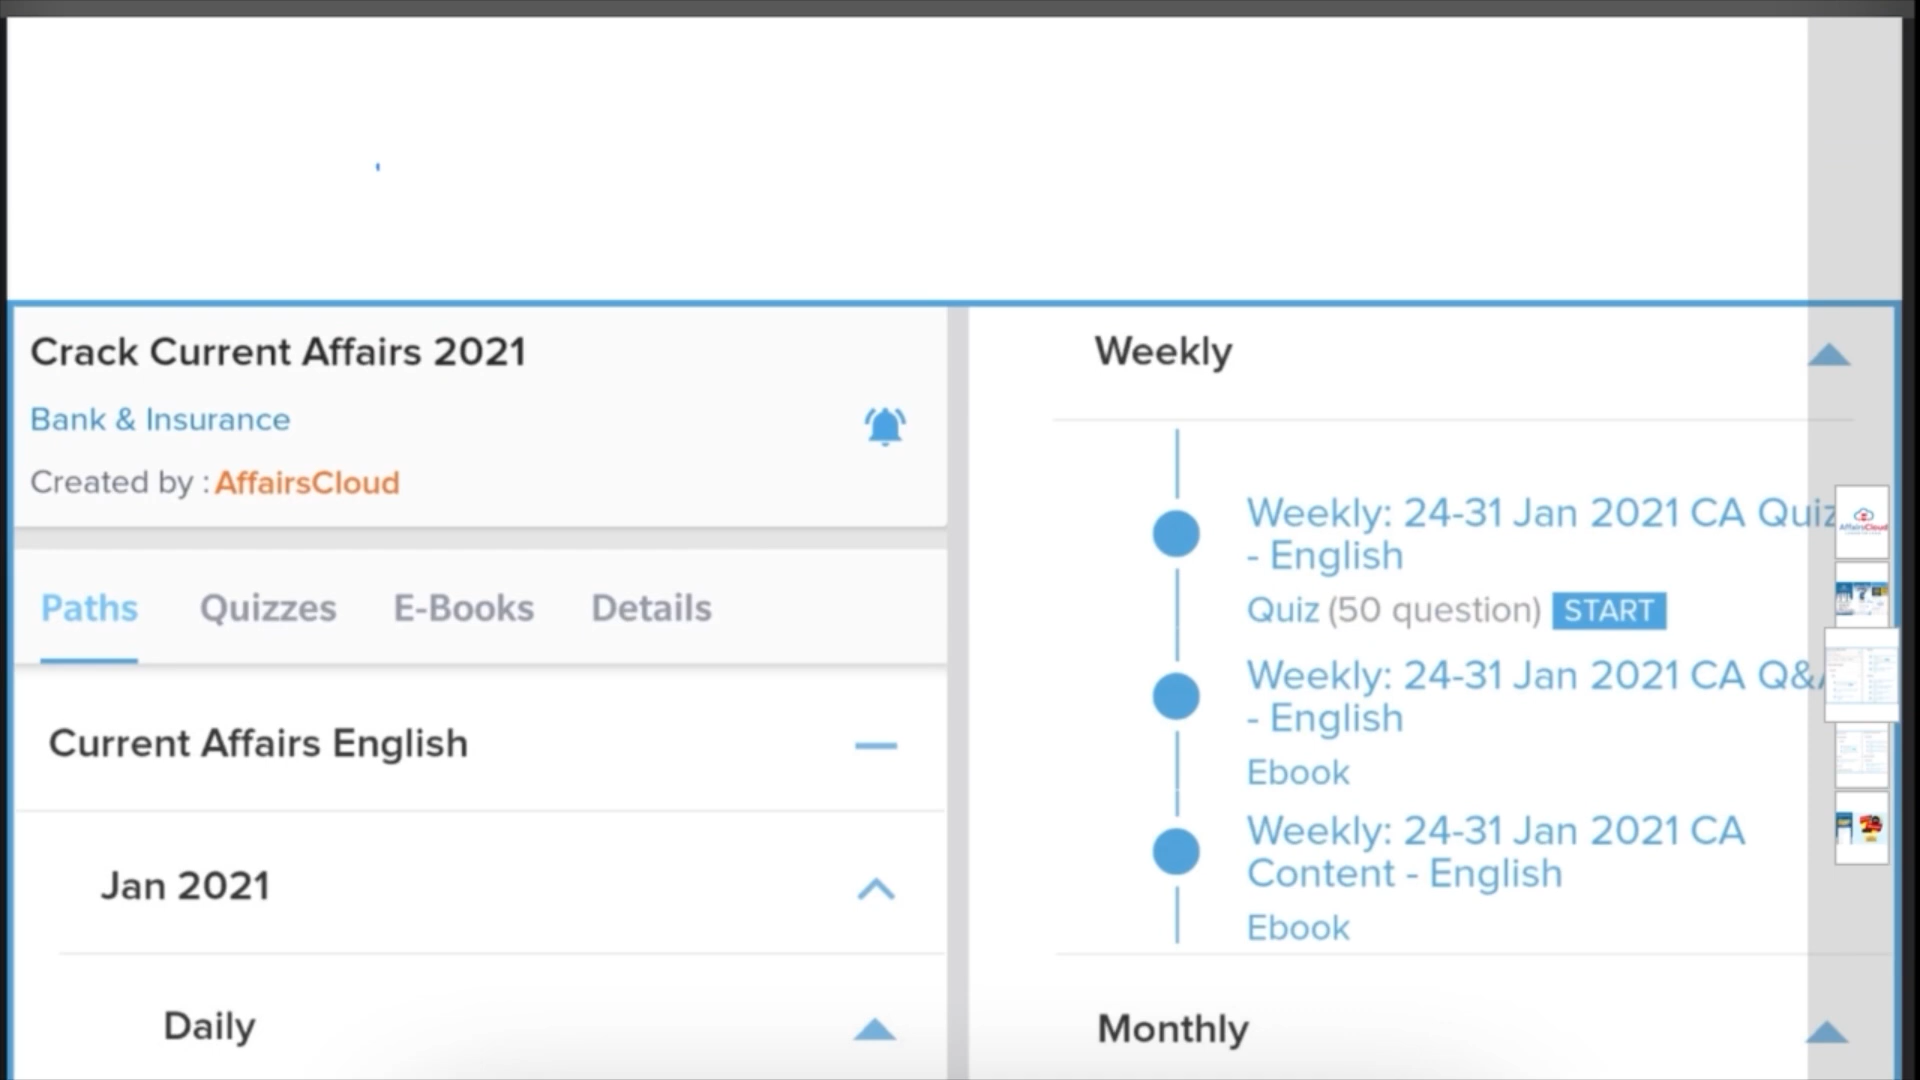 Crack Current Affairs 2021
Bank & Insurance
Created by : AffairsCloud
Paths Quizzes E-Books Details
Current Affairs English
Jan 2021
Daily
Weekly
Weekly: 24-31 Jan 2021 CA Quiz
- English
Quiz (50 question) START
Weekly: 24-31 Jan 2021 CA Q&A
- English
Ebook
Weekly: 24-31 Jan 2021 CA
Content - English
Ebook
Monthly
AffairsCloud